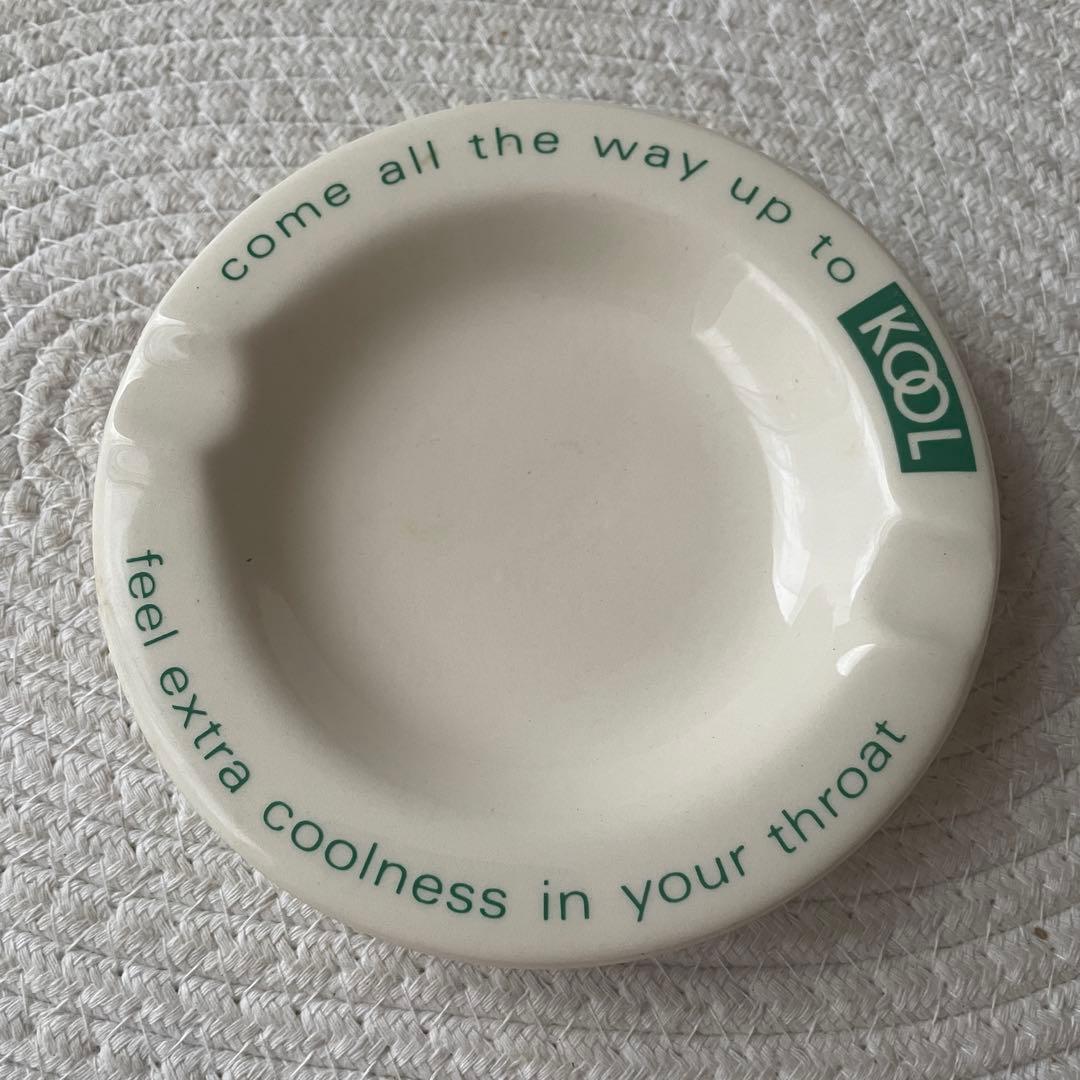 come all the way up to
KOOL
feel extra coolness in your throat